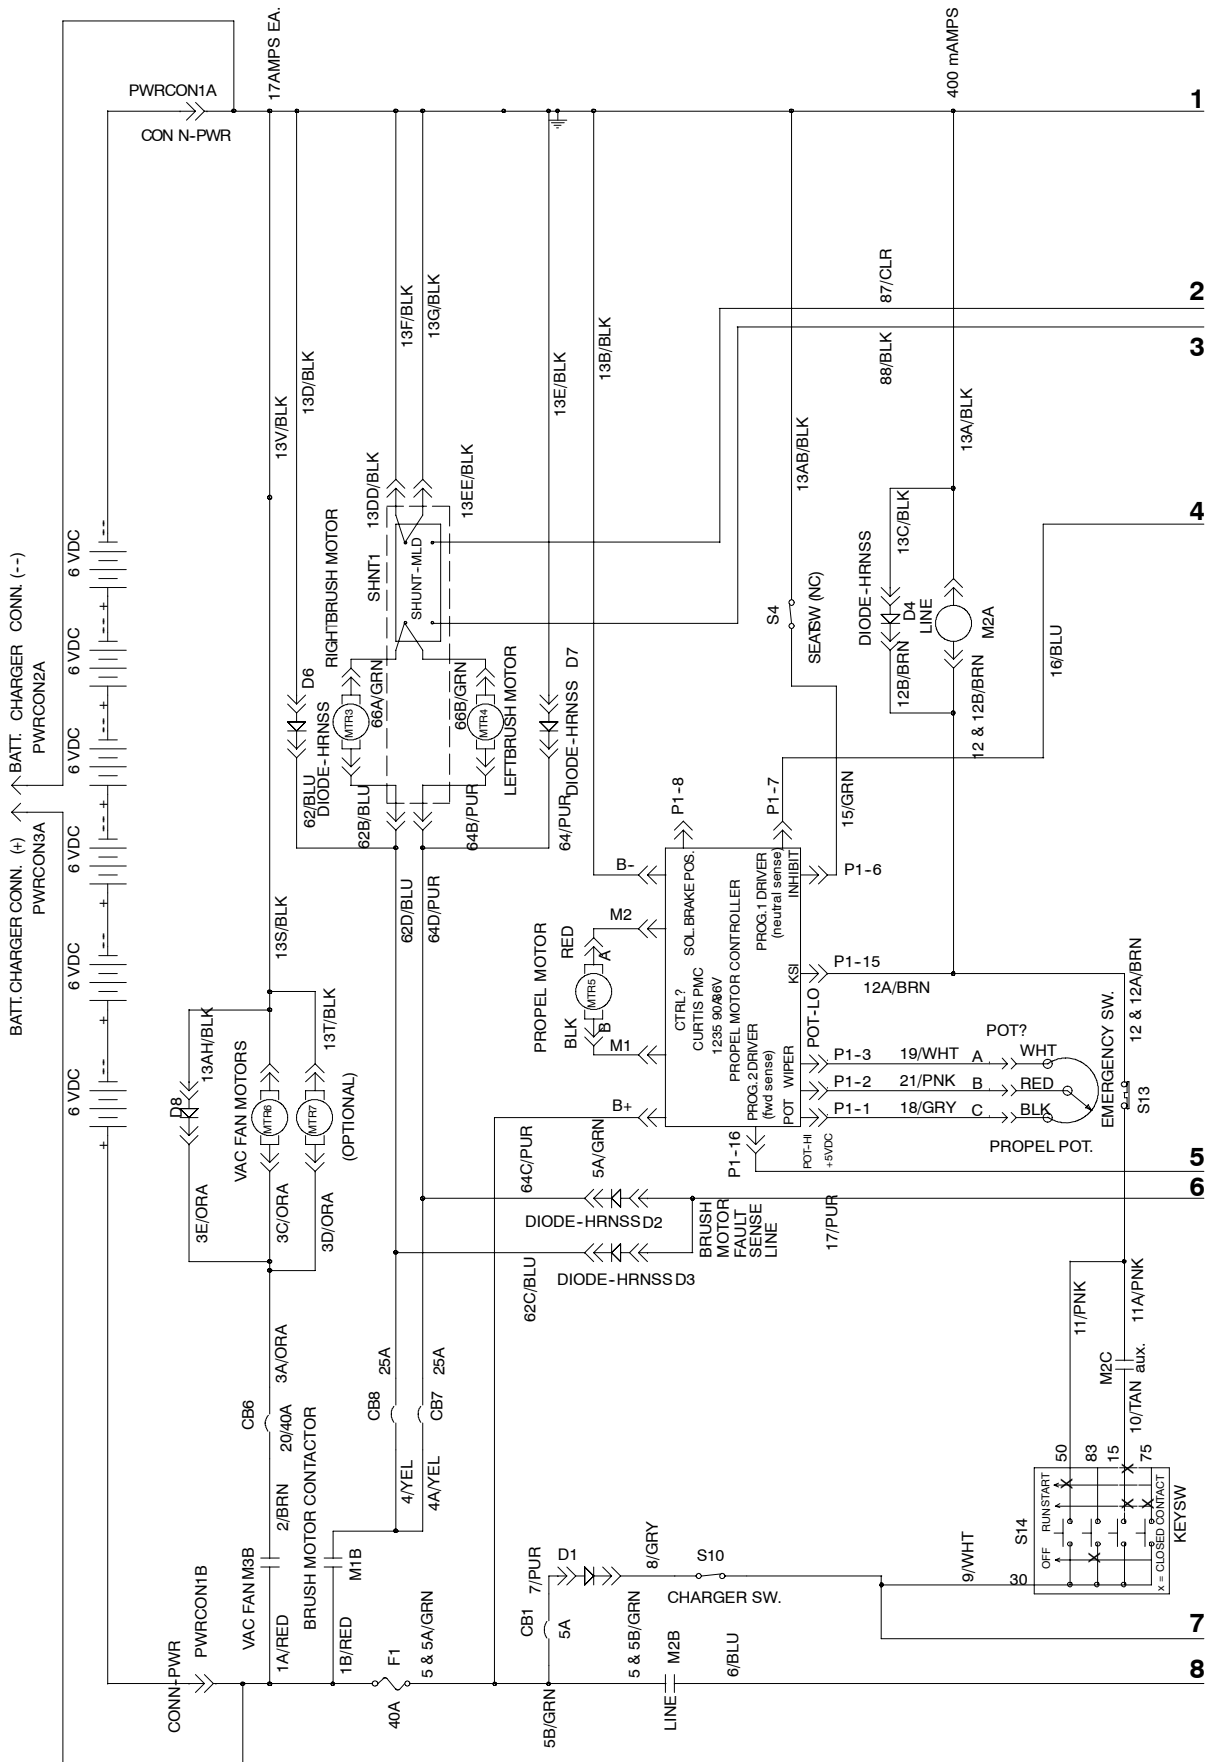 17AMPS EA.
400 mAMPS
PWRCON1A
CON N-PWR
1
2
3
4
5
6
7
8
87/CLR
88/BLK
13V/BLK
13D/BLK
13F/BLK
13G/BLK
13E/BLK
13B/BLK
13AB/BLK
13A/BLK
13C/BLK
13DD/BLK
13EE/BLK
BATT. CHARGER CONN. (--)
PWRCON2A
BATT. CHARGER CONN. (+)
PWRCON3A
6 VDC
6 VDC
6 VDC
6 VDC
6 VDC
6 VDC
+ --
+
+
+ --
+
+ --
RIGHTBRUSH MOTOR
SHNT1
SHUNT-MLD
MTR3
66A/GRN
MTR4
66B/GRN
LEFTBRUSH MOTOR
D6
DIODE-HRNSS
62/BLU
62B/BLU
64B/PUR
64/PUR
DIODE-HRNSS D7
62D/BLU
64D/PUR
S4
SEATSW (NC)
DIODE-HRNSS
D4
LINE
M2A
12B/BRN
12 & 12B/BRN
16/BLU
15/GRN
13S/BLK
13AH/BLK
13T/BLK
D8
VAC FAN MOTORS
MTR6
MTR7
(OPTIONAL)
3E/ORA
3C/ORA
3D/ORA
PROPEL MOTOR
RED
A
MTR5
BLK
B
B-
M2
M1
B+
P1-8
P1-7
P1-6
SOL. BRAKE POS.
CTRL?
CURTIS PMC
1235 90A36V
PROPEL MOTOR CONTROLLER
PROG.1 DRIVER
(neutral sense)
INHIBIT
KSI
PROG.2 DRIVER
(fwd sense)
POT WIPER
POT-LO
P1-15
12A/BRN
P1-3
P1-2
P1-1
P1-16
POT-HI
+5VDC
19/WHT
21/PNK
18/GRY
A
B
C
POT?
WHT
RED
BLK
PROPEL POT.
EMERGENCY SW.
S13
12 & 12A/BRN
64C/PUR
5A/GRN
DIODE-HRNSS D2
BRUSH
MOTOR
FAULT
SENSE
LINE
17/PUR
62C/BLU
DIODE-HRNSS D3
11/PNK
11A/PNK
M2C
aux.
10/TAN
3A/ORA
CB6
20/40A
CB8
25A
CB7
25A
4/YEL
4A/YEL
2/BRN
BRUSH MOTOR CONTACTOR
VAC FAN M3B
M1B
1A/RED
1B/RED
CONN-PWR
PWRCON1B
F1
40A
5 & 5A/GRN
7/PUR
D1
8/GRY
S10
CHARGER SW.
CB1
5A
5B/GRN
5 & 5B/GRN
LINE
M2B
6/BLU
9/WHT
30
S14
OFF RUN START
50
83
15
75
X = CLOSED CONTACT
KEYSW